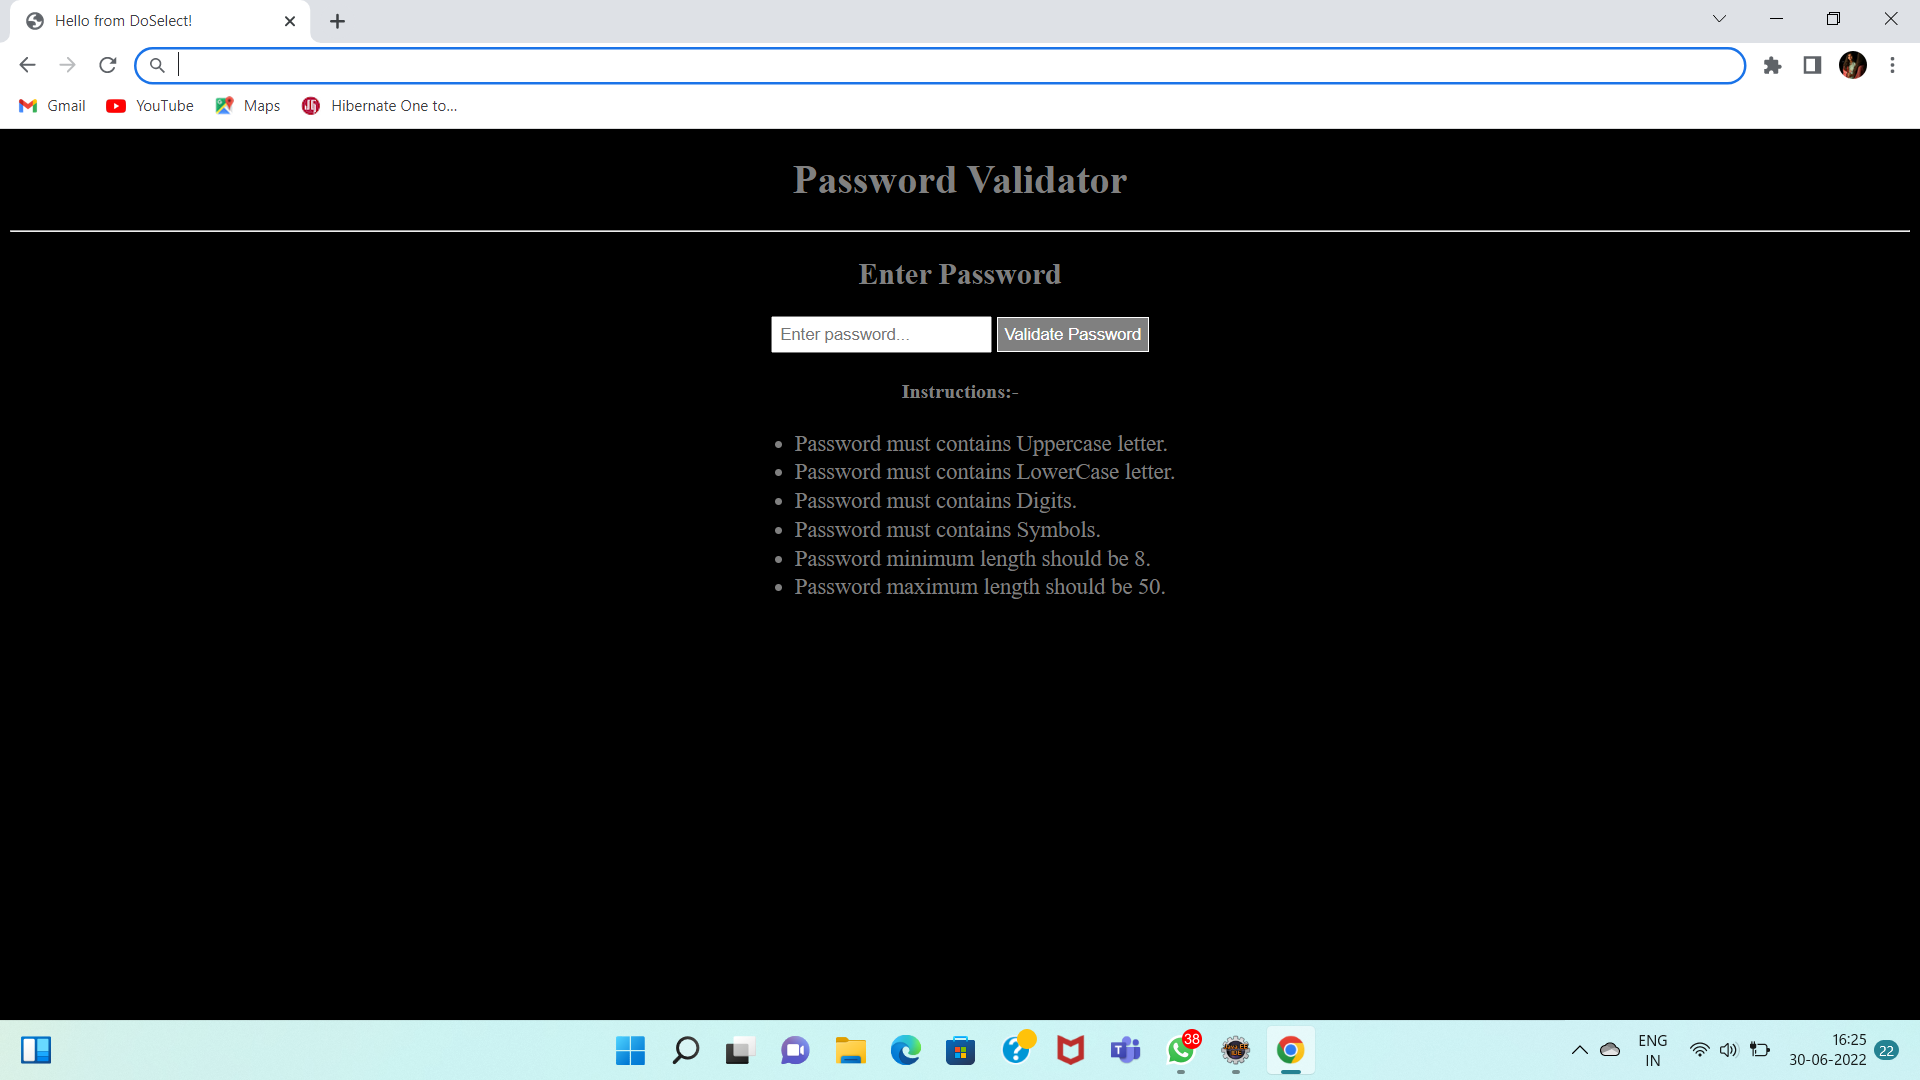 Hello from DoSelect!
Gmail
YouTube
Maps
Hibernate One to...
Password Validator
Enter Password
Enter password...
Validate Password
Instructions:-
• Password must contains Uppercase letter.
• Password must contains LowerCase letter.
• Password must contains Digits.
• Password must contains Symbols.
• Password minimum length should be 8.
• Password maximum length should be 50.
38
ENG
IN
16:25
30-06-2022
22